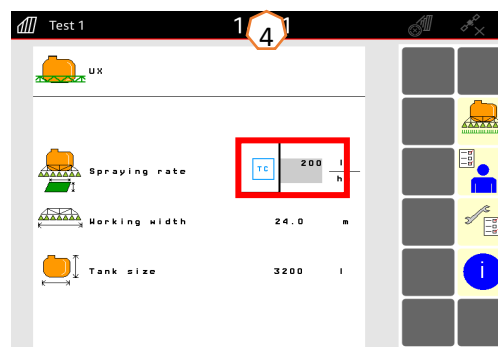 Test 1
1 4 1
UX
Spraying rate
TC 200 l
h
Working width 24.0 m
Tank size 3200 l
i